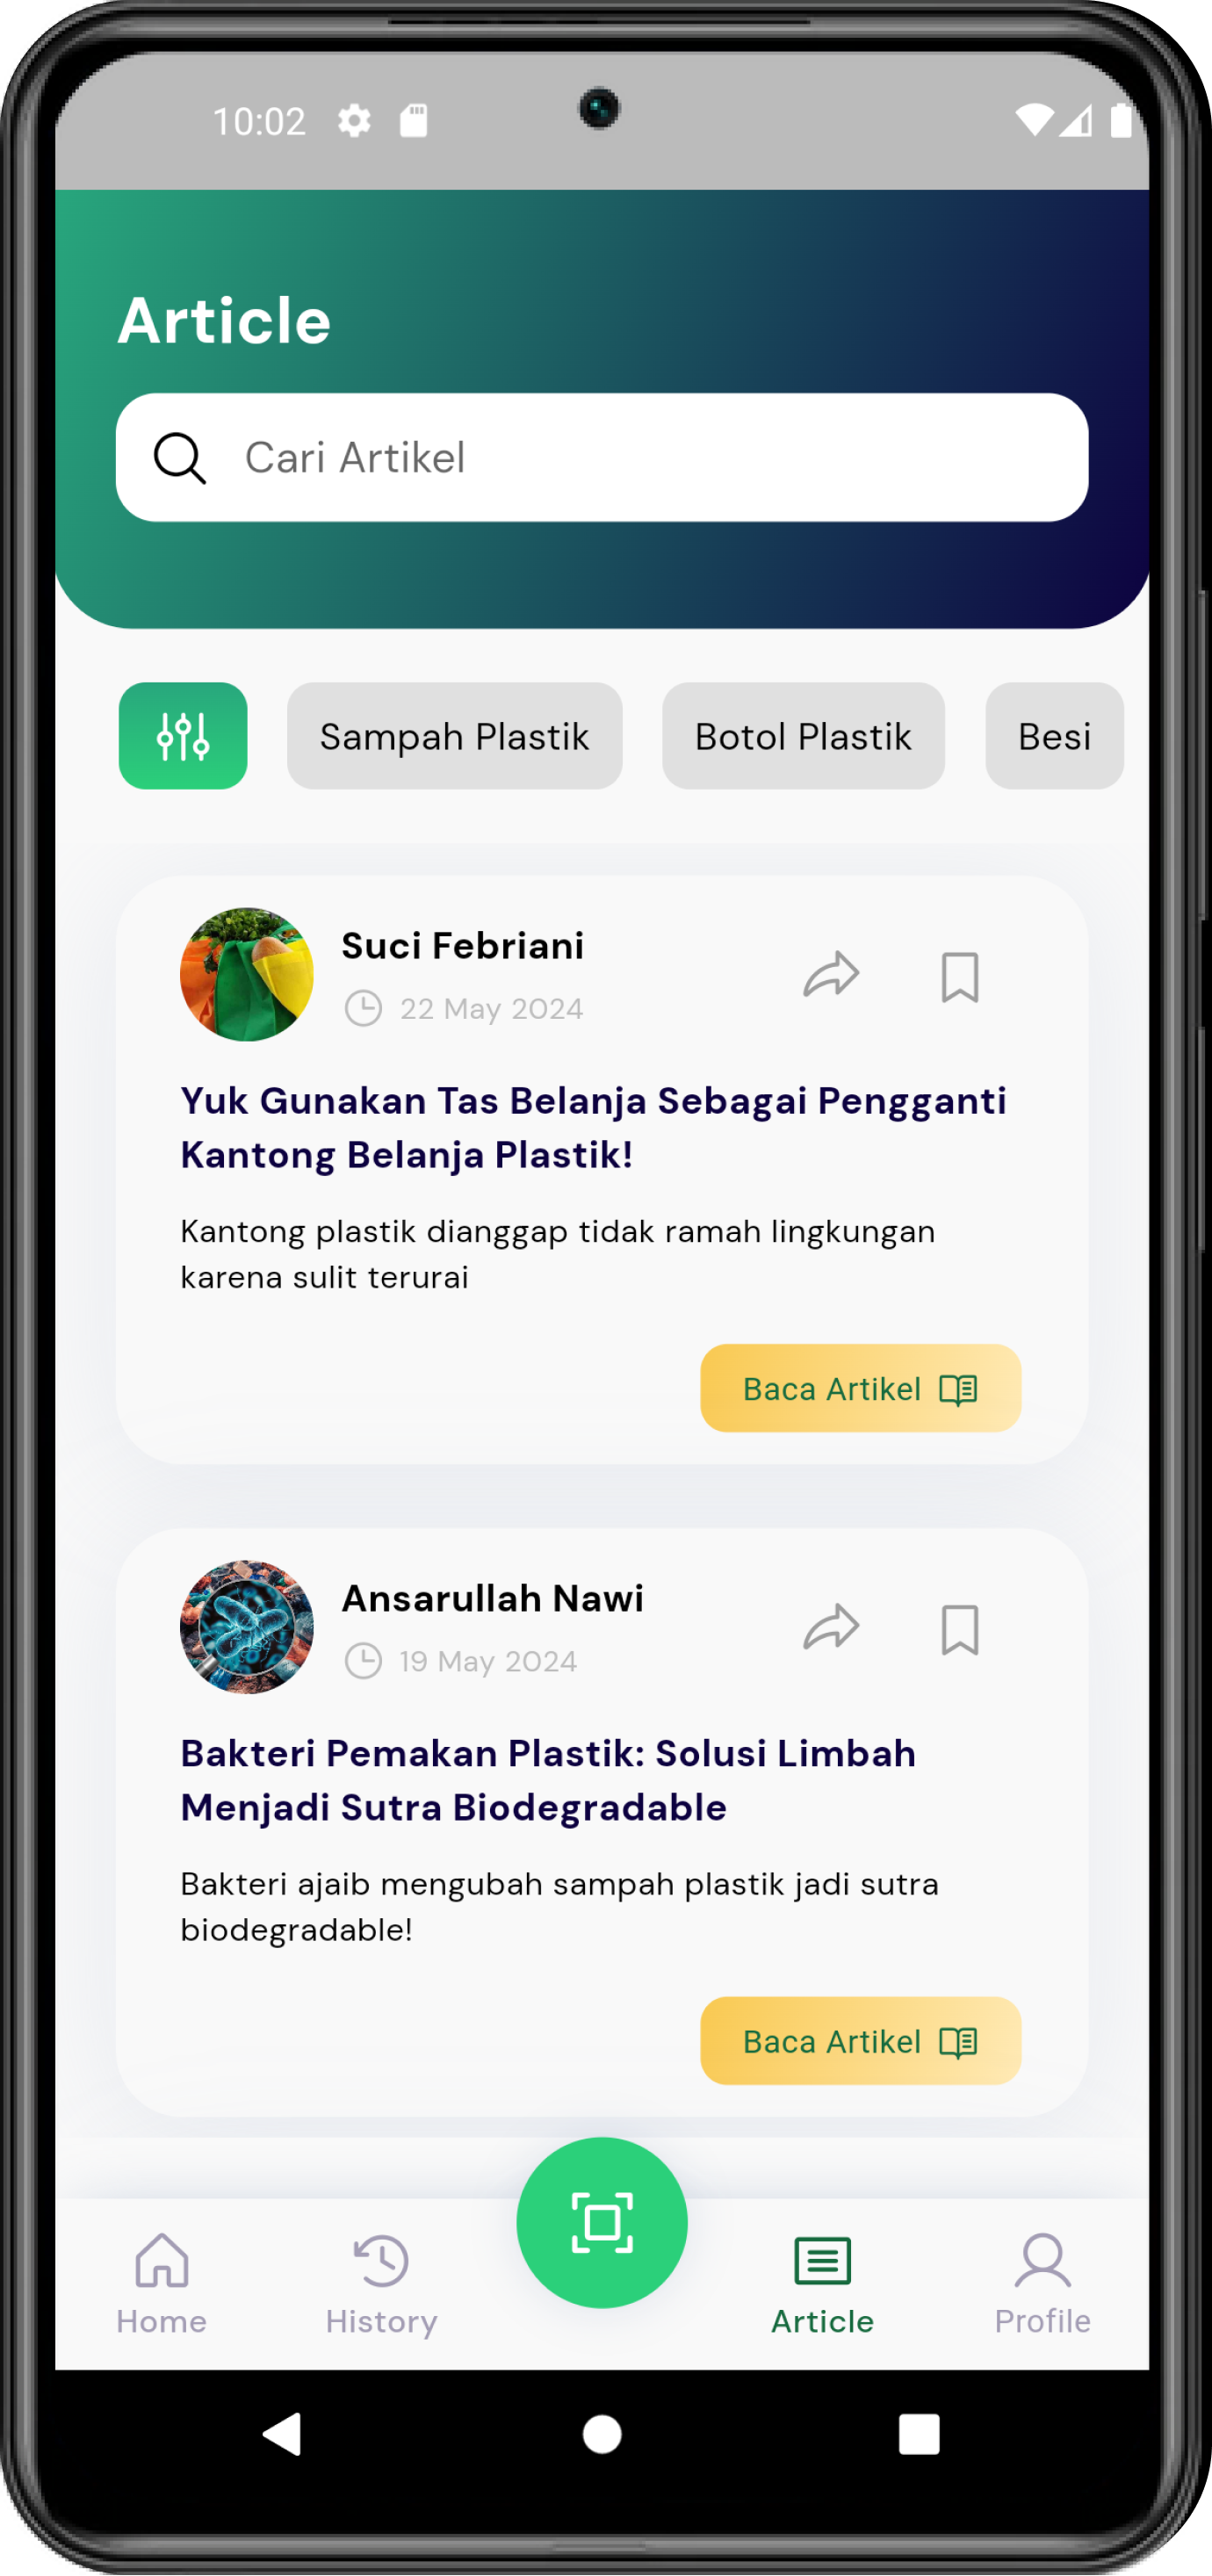 10:02
Article
Cari Artikel
Sampah Plastik
Botol Plastik
Besi
Suci Febriani
22 May 2024
Yuk Gunakan Tas Belanja Sebagai Pengganti
Kantong Belanja Plastik!
Kantong plastik dianggap tidak ramah lingkungan
karena sulit terurai
Baca Artikel
Ansarullah Nawi
19 May 2024
Bakteri Pemakan Plastik: Solusi Limbah
Menjadi Sutra Biodegradable
Bakteri ajaib mengubah sampah plastik jadi sutra
biodegradable!
Baca Artikel
Home
History
Article
Profile